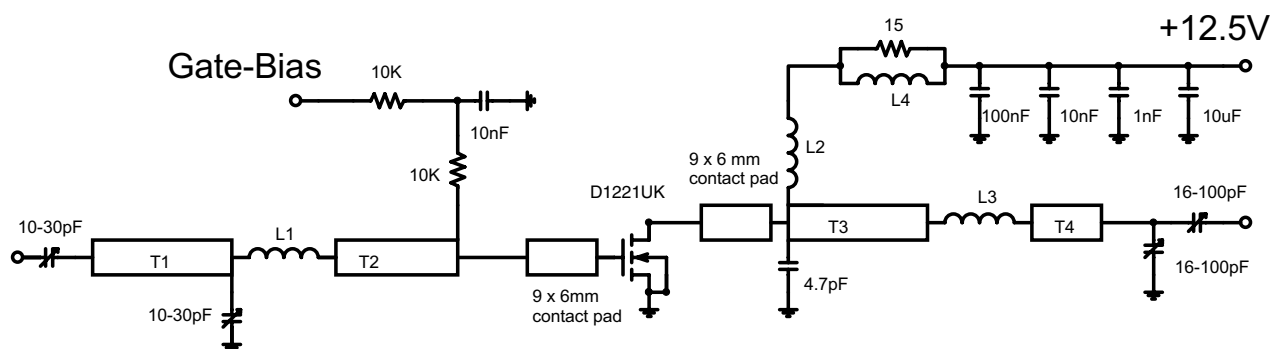 15
+12.5V
Gate-Bias
10K
L4
10nF
100nF
10nF
1nF
10uF
L2
9 x 6 mm
contact pad
10K
D1221UK
L3
16-100pF
10-30pF
L1
T3
T4
T1
T2
16-100pF
4.7pF
9 x 6mm
contact pad
10-30pF